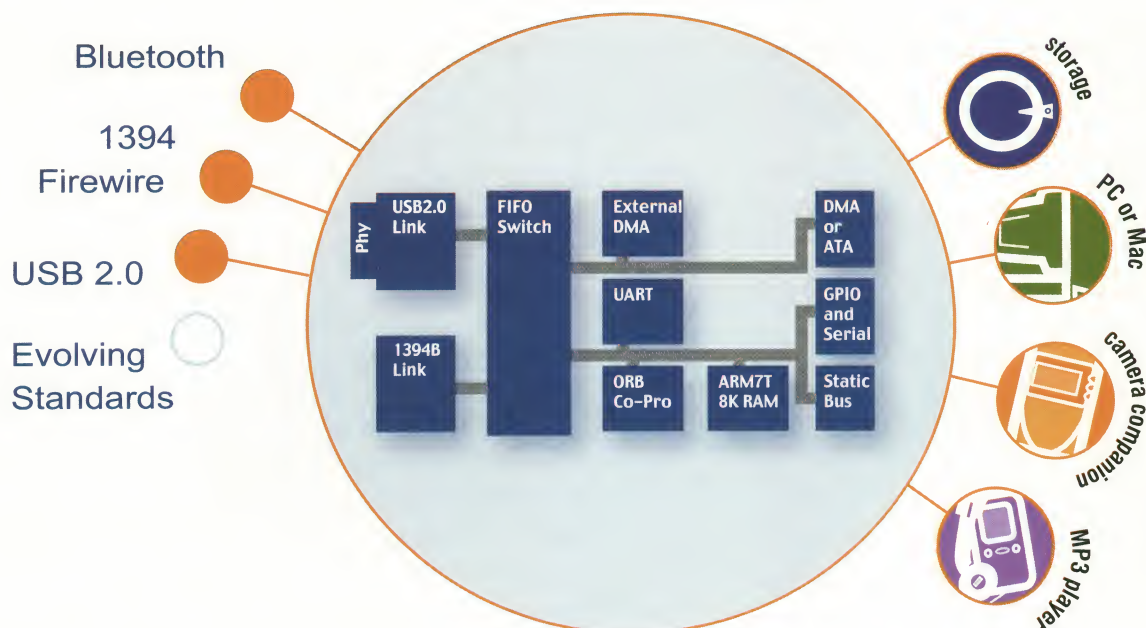 Bluetooth
1394
Firewire
USB 2.0
Evolving
Standards
Phy
USB2.0
Link
FIFO
Switch
1394B
Link
External
DMA
UART
ORB
Co-Pro
ARM7T
8K RAM
DMA
or
ATA
GPIO
and
Serial
Static
Bus
storage
PC or Mac
camera companion
MP3 player